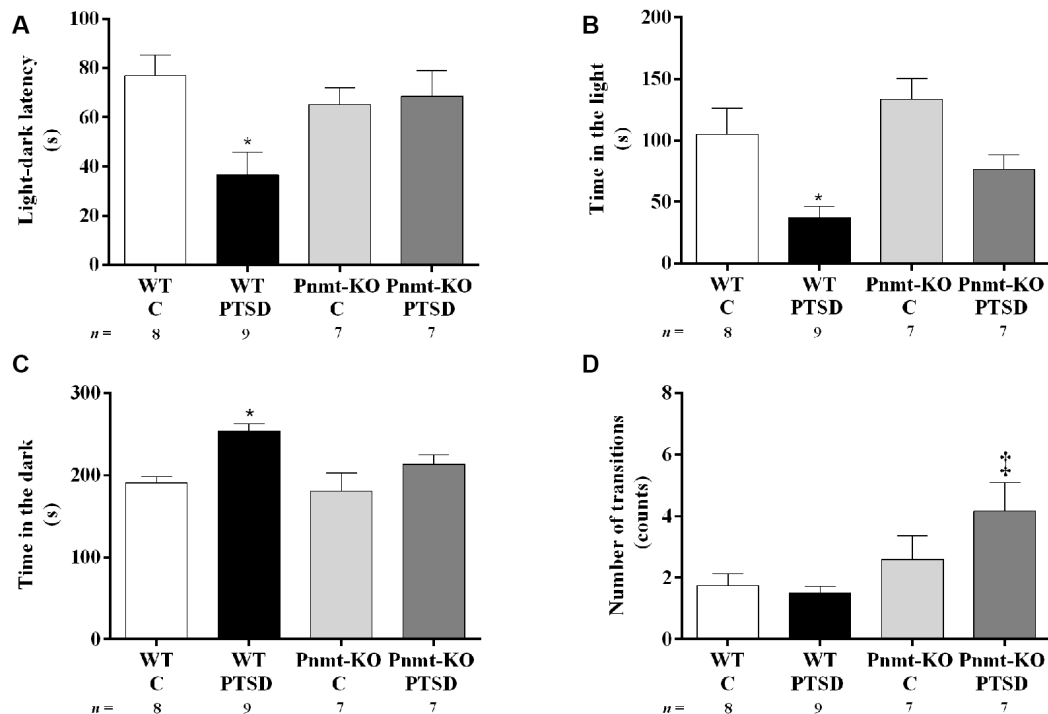 A
Light-dark latency
(s)
100
80
60
40
20
0
*
WT
C
WT
PTSD
Pnmt-KO
C
Pnmt-KO
PTSD
n = 8 9 7 7
B
Time in the light
(s)
200
150
100
50
0
*
WT
C
WT
PTSD
Pnmt-KO
C
Pnmt-KO
PTSD
n = 8 9 7 7
C
Time in the dark
(s)
300
200
100
0
*
WT
C
WT
PTSD
Pnmt-KO
C
Pnmt-KO
PTSD
n = 8 9 7 7
D
Number of transitions
(counts)
8
6
4
2
0
‡
WT
C
WT
PTSD
Pnmt-KO
C
Pnmt-KO
PTSD
n = 8 9 7 7